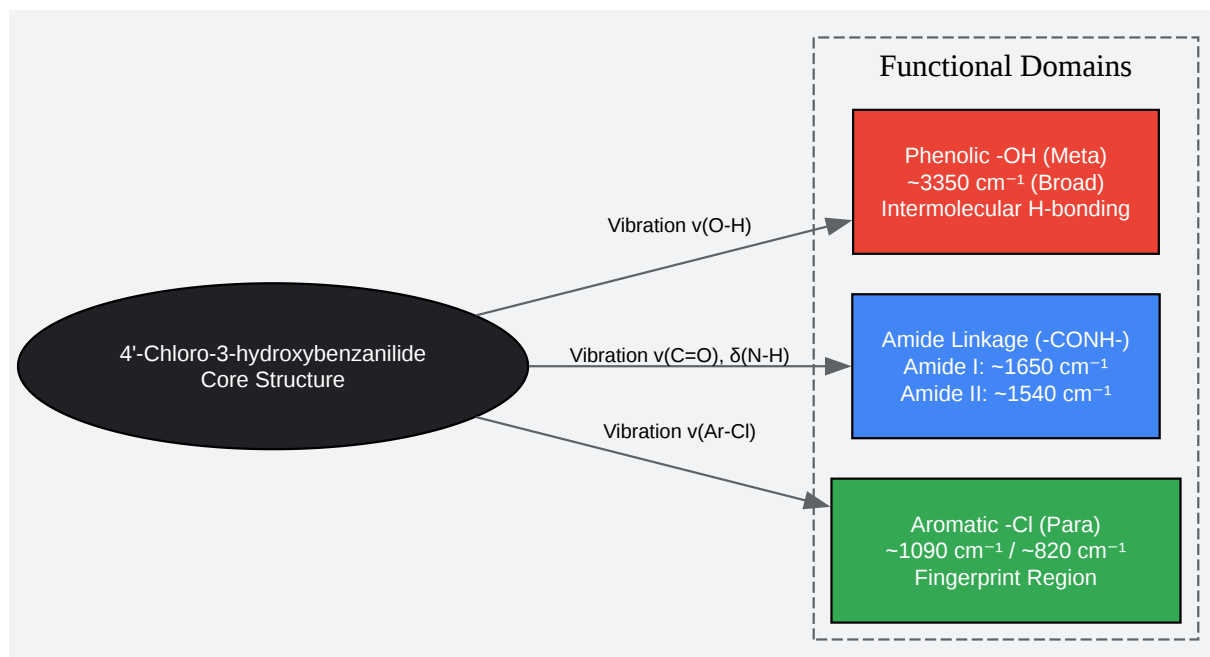 Functional Domains
Phenolic -OH (Meta)
~3350 cm⁻¹ (Broad)
Intermolecular H-bonding
Vibration ν(O-H)
4'-Chloro-3-hydroxybenzanilide
Core Structure
Vibration ν(C=O), δ(N-H)
Amide Linkage (-CONH-)
Amide I: ~1650 cm⁻¹
Amide II: ~1540 cm⁻¹
Vibration ν(Ar-Cl)
Aromatic -Cl (Para)
~1090 cm⁻¹ / ~820 cm⁻¹
Fingerprint Region